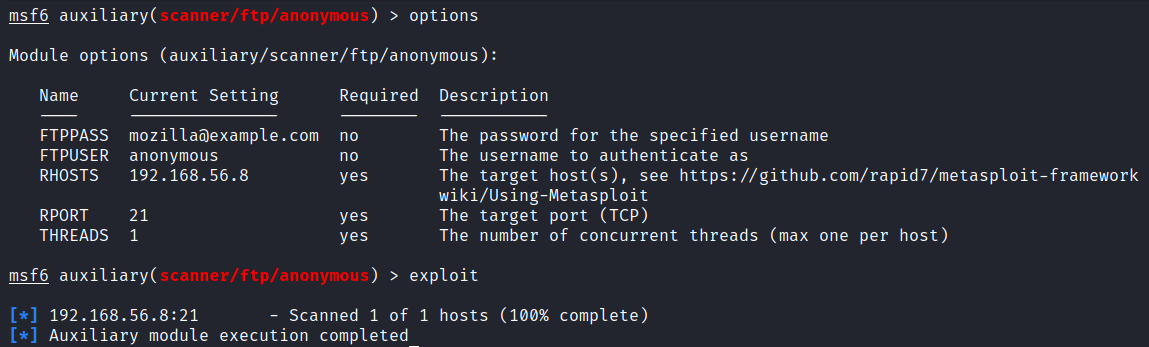 msf6 auxiliary(scanner/ftp/anonymous) > options
Module options (auxiliary/scanner/ftp/anonymous):
Name Current Setting Required Description
---- --------------- -------- -----------
FTPPASS mozilla@example.com no The password for the specified username
FTPUSER anonymous no The username to authenticate as
RHOSTS 192.168.56.8 yes The target host(s), see https://github.com/rapid7/metasploit-framework
wiki/Using-Metasploit
RPORT 21 yes The target port (TCP)
THREADS 1 yes The number of concurrent threads (max one per host)
msf6 auxiliary(scanner/ftp/anonymous) > exploit
[*] 192.168.56.8:21 - Scanned 1 of 1 hosts (100% complete)
[*] Auxiliary module execution completed